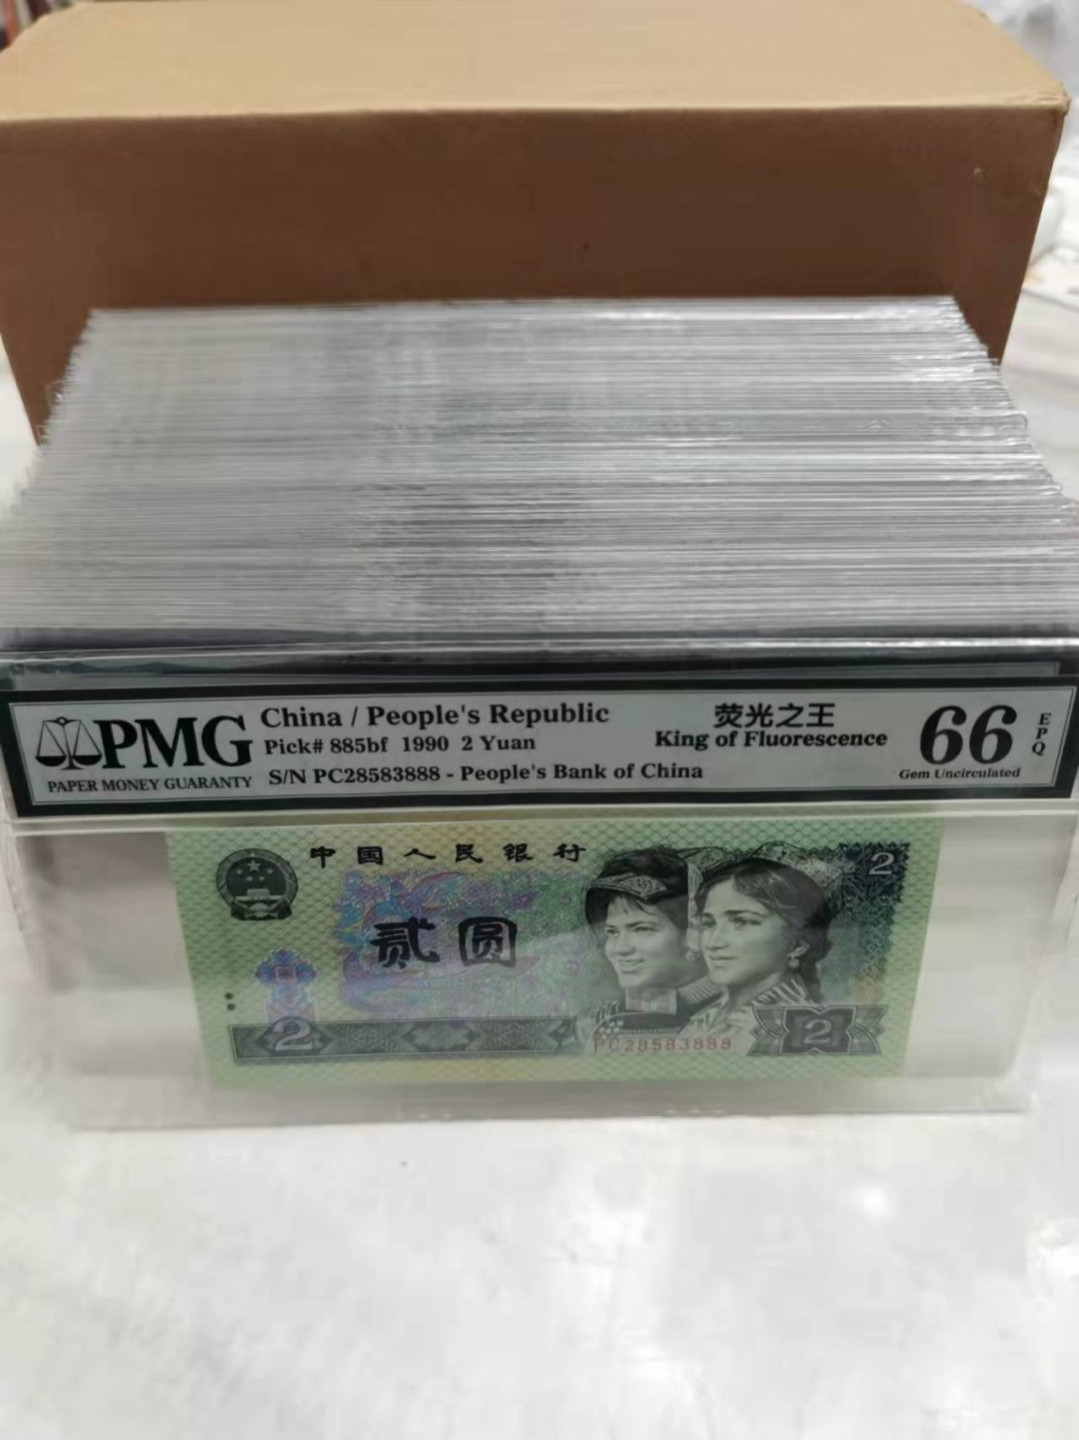 PMG
PAPER MONEY GUARANTY
China / People's Republic
Pick# 885bf 1990 2 Yuan
S/N PC28583888 - People's Bank of China
荧光之王
King of Fluorescence
66
EPQ
Gem Uncirculated
中国人民银行
2
贰圆
2
PC28583888
2